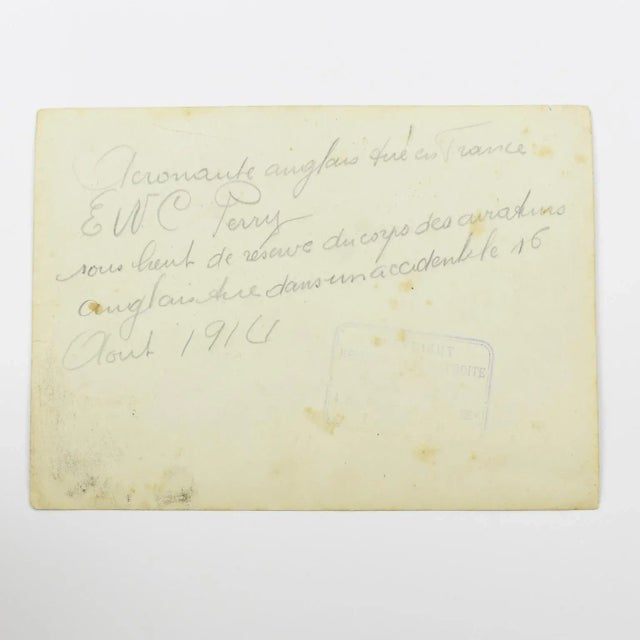 Aeronaute anglais tué en France
E W C Perry
sous lieut de réserve du corps des aviateurs
anglais tué dans un accident le 16
Aout 1914